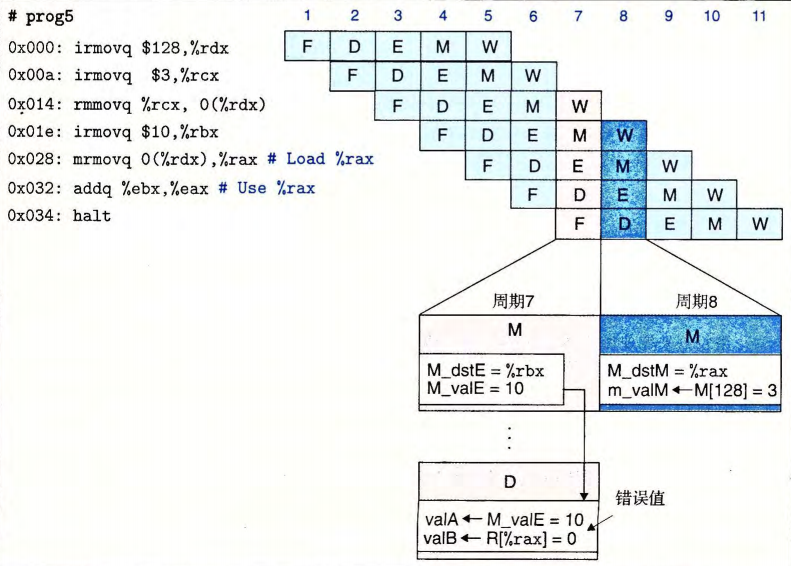 # prog5
1 2 3 4 5 6 7 8 9 10 11
0x000: irmovq $128,%rdx F D E M W
0x00a: irmovq $3,%rcx F D E M W
0x014: rmmovq %rcx, 0(%rdx) F D E M W
0x01e: irmovq $10,%rbx F D E M W
0x028: mrmovq 0(%rdx),%rax # Load %rax F D E M W
0x032: addq %ebx,%eax # Use %rax F D E M W
0x034: halt F D E M W
周期7 周期8
M M
M_dstE = %rbx M_dstM = %rax
M_valE = 10 m_valM ← M[128] = 3
⋮
D
错误值
valA ← M_valE = 10
valB ← R[%rax] = 0